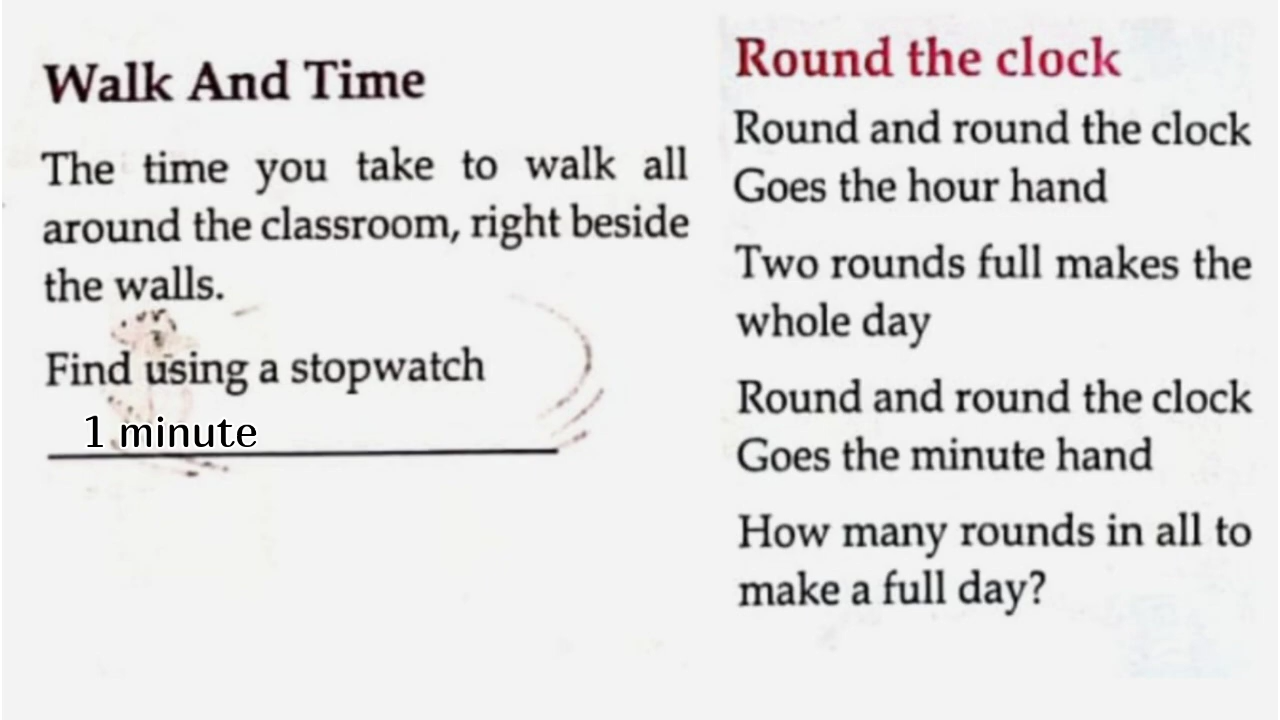 Walk And Time
The time you take to walk all
around the classroom, right beside
the walls.
Find using a stopwatch
1 minute
Round the clock
Round and round the clock
Goes the hour hand
Two rounds full makes the
whole day
Round and round the clock
Goes the minute hand
How many rounds in all to
make a full day?